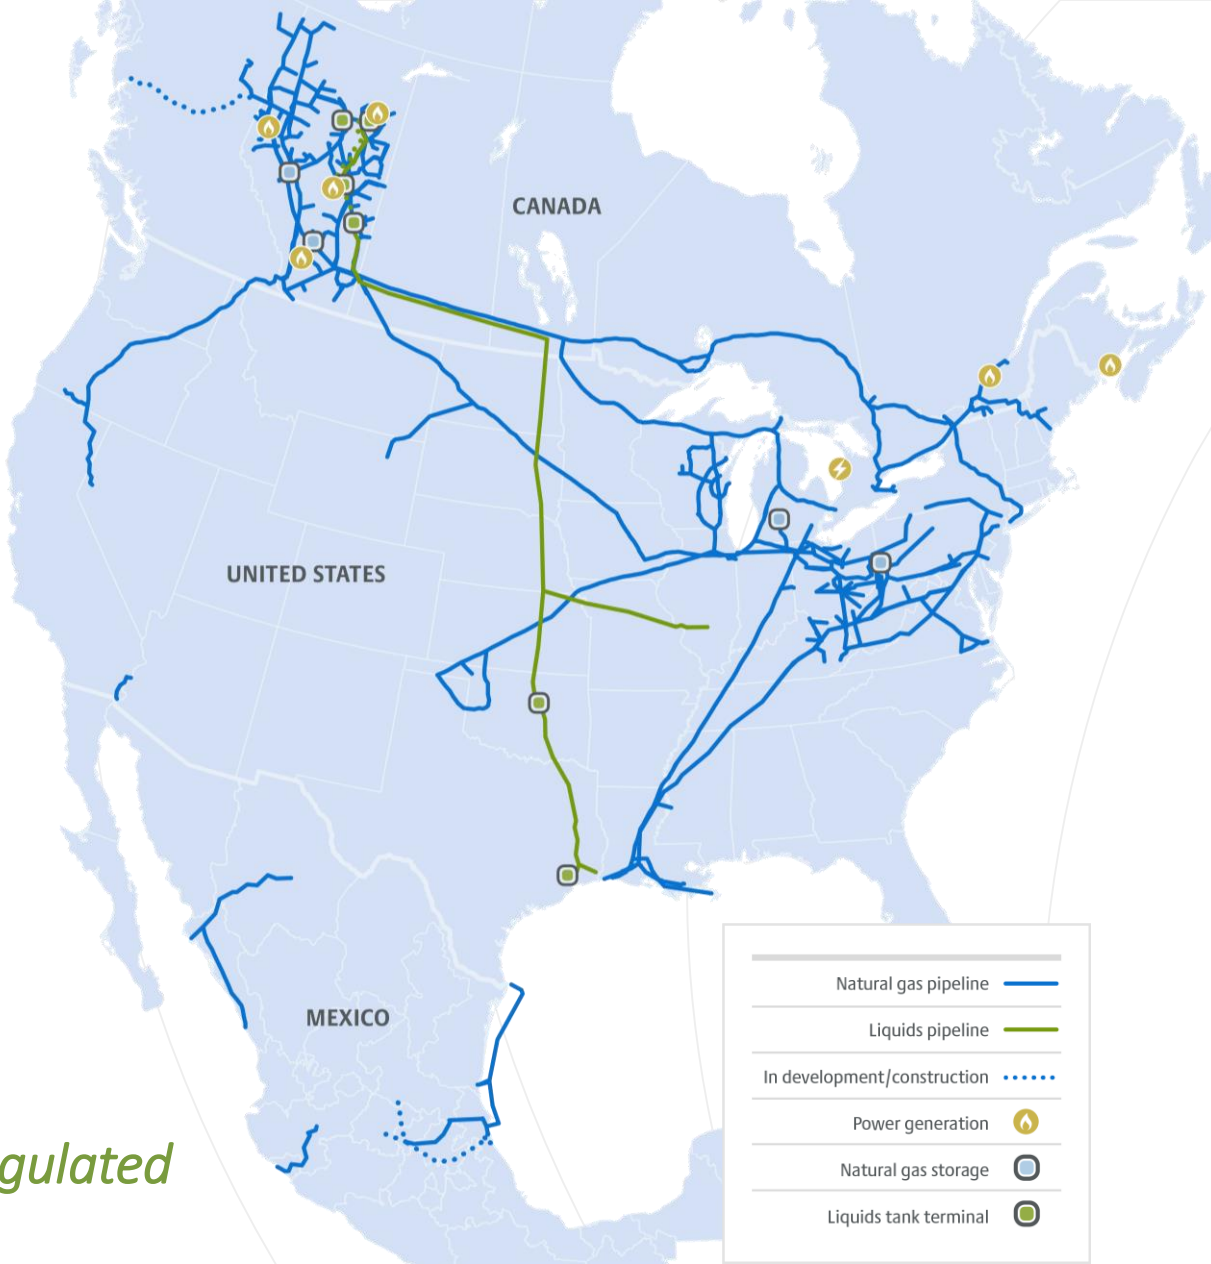 CANADA
UNITED STATES
MEXICO
gulated
Natural gas pipeline
Liquids pipeline
In development/construction
Power generation
Natural gas storage
Liquids tank terminal